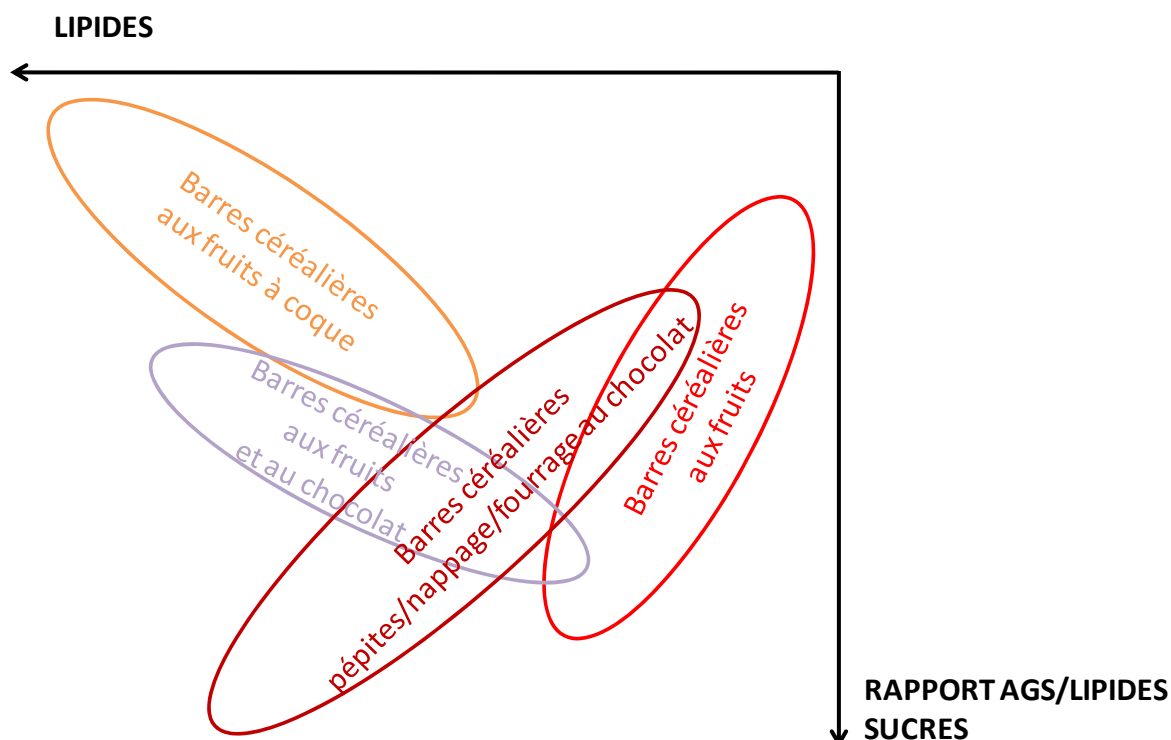 LIPIDES
Barres céréalières
aux fruits à coque
Barres céréalières
aux fruits
et au chocolat
Barres céréalières
pépites/nappage/fourrage au chocolat
Barres céréalières
aux fruits
RAPPORT AGS/LIPIDES
SUCRES